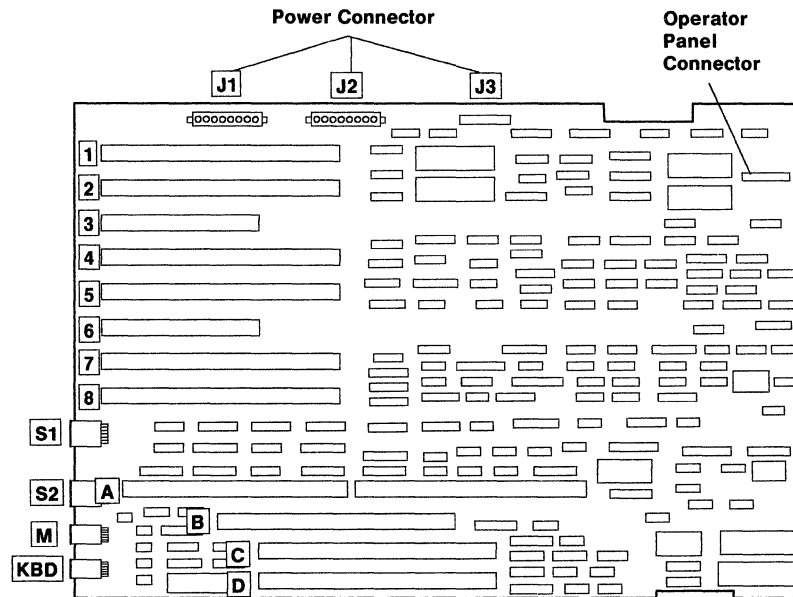 Power Connector
Operator
Panel
Connector
J1
J2
J3
1
2
3
4
5
6
7
8
S1
S2
A
B
M
C
KBD
D